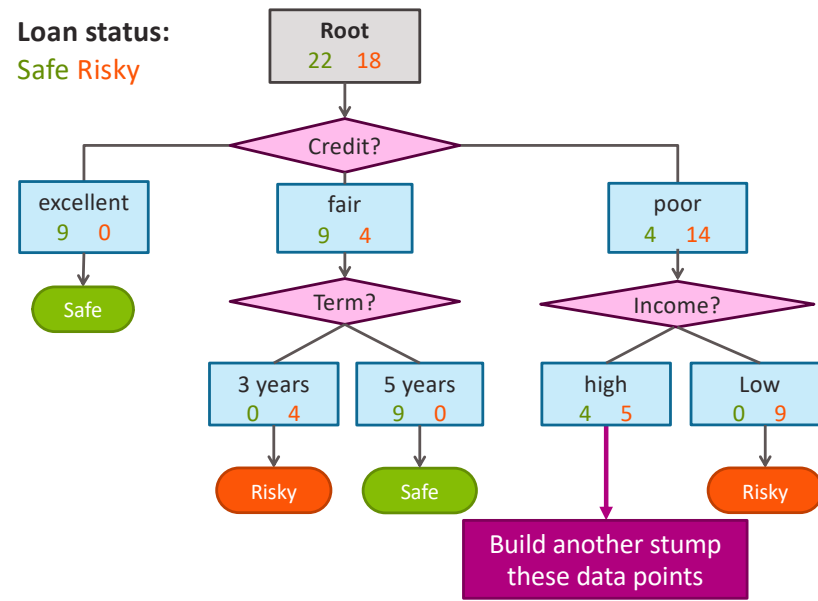 Loan status:
Safe Risky
Root
22 18
Credit?
excellent
9 0
fair
9 4
poor
4 14
Safe
Term?
Income?
3 years
0 4
5 years
9 0
high
4 5
Low
0 9
Risky
Safe
Risky
Build another stump
these data points